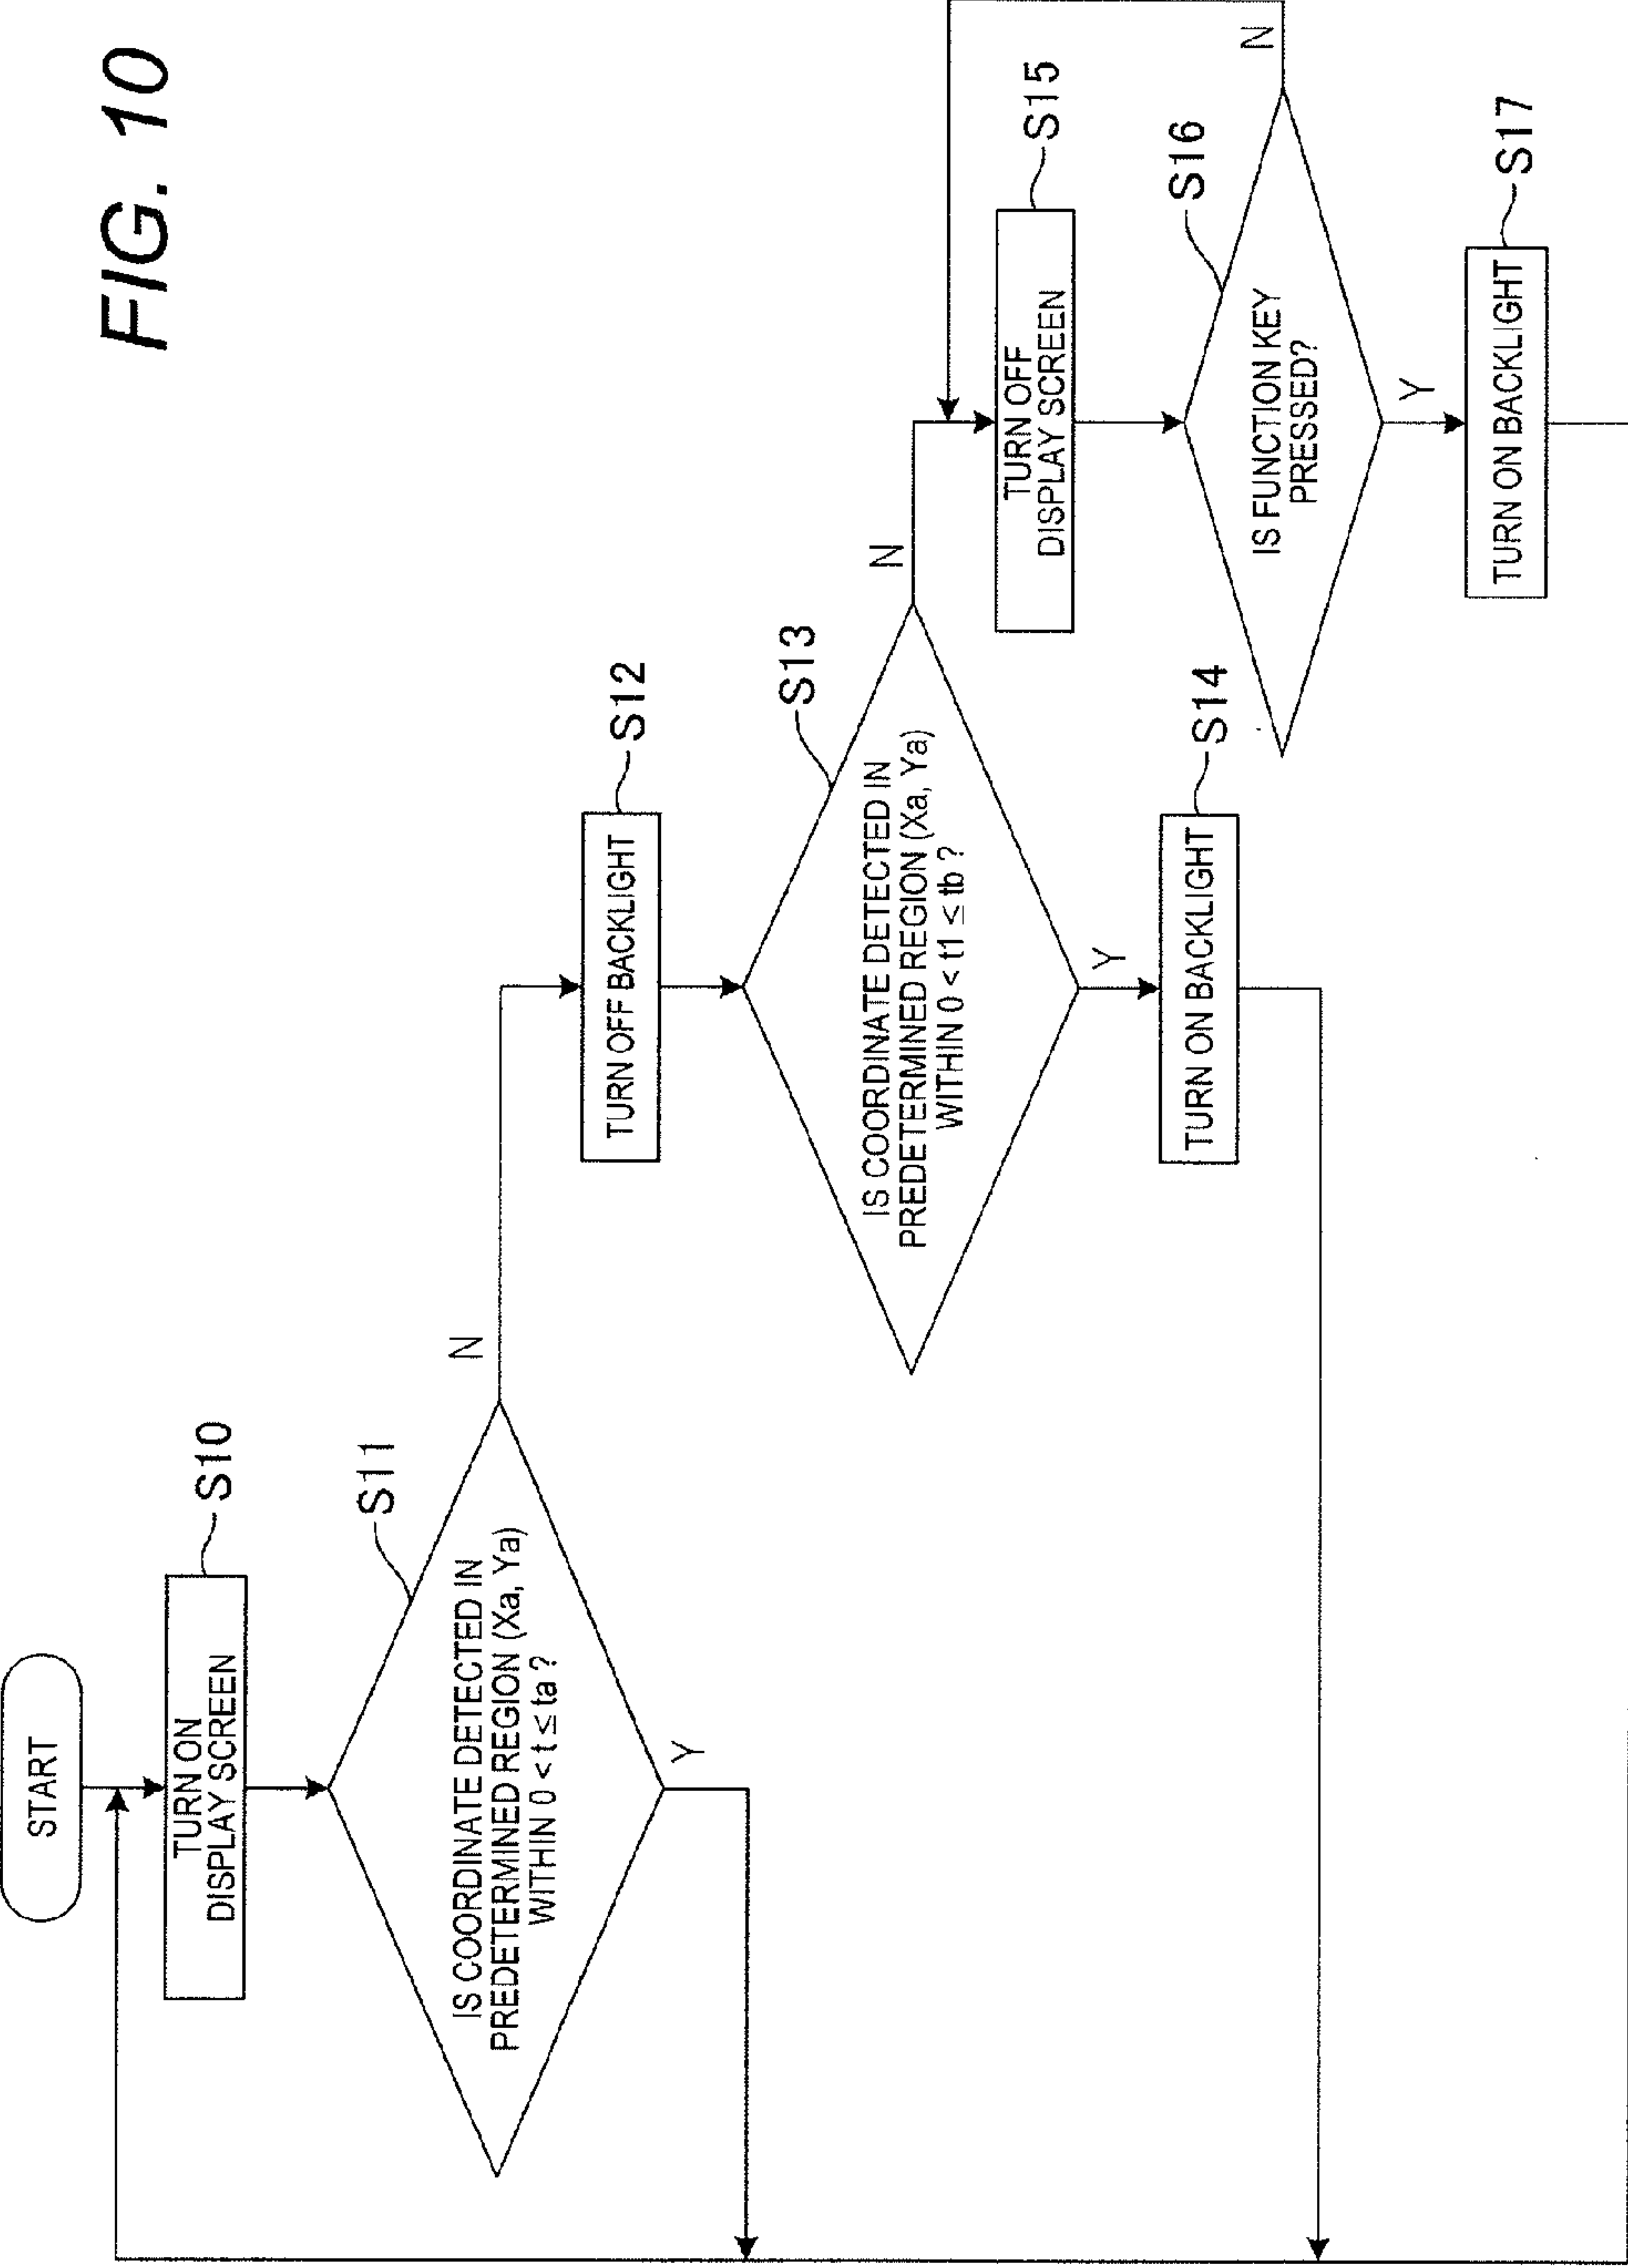 FIG. 10
START
TURN ON
DISPLAY SCREEN
S10
IS COORDINATE DETECTED IN
PREDETERMINED REGION (Xa, Ya)
WITHIN 0 < t ≤ ta ?
S11
N
Y
TURN OFF BACKLIGHT
S12
IS COORDINATE DETECTED IN
PREDETERMINED REGION (Xa, Ya)
WITHIN 0 < t1 ≤ tb ?
S13
N
Y
TURN ON BACKLIGHT
S14
TURN OFF
DISPLAY SCREEN
S15
IS FUNCTION KEY
PRESSED?
S16
N
Y
TURN ON BACKLIGHT
S17